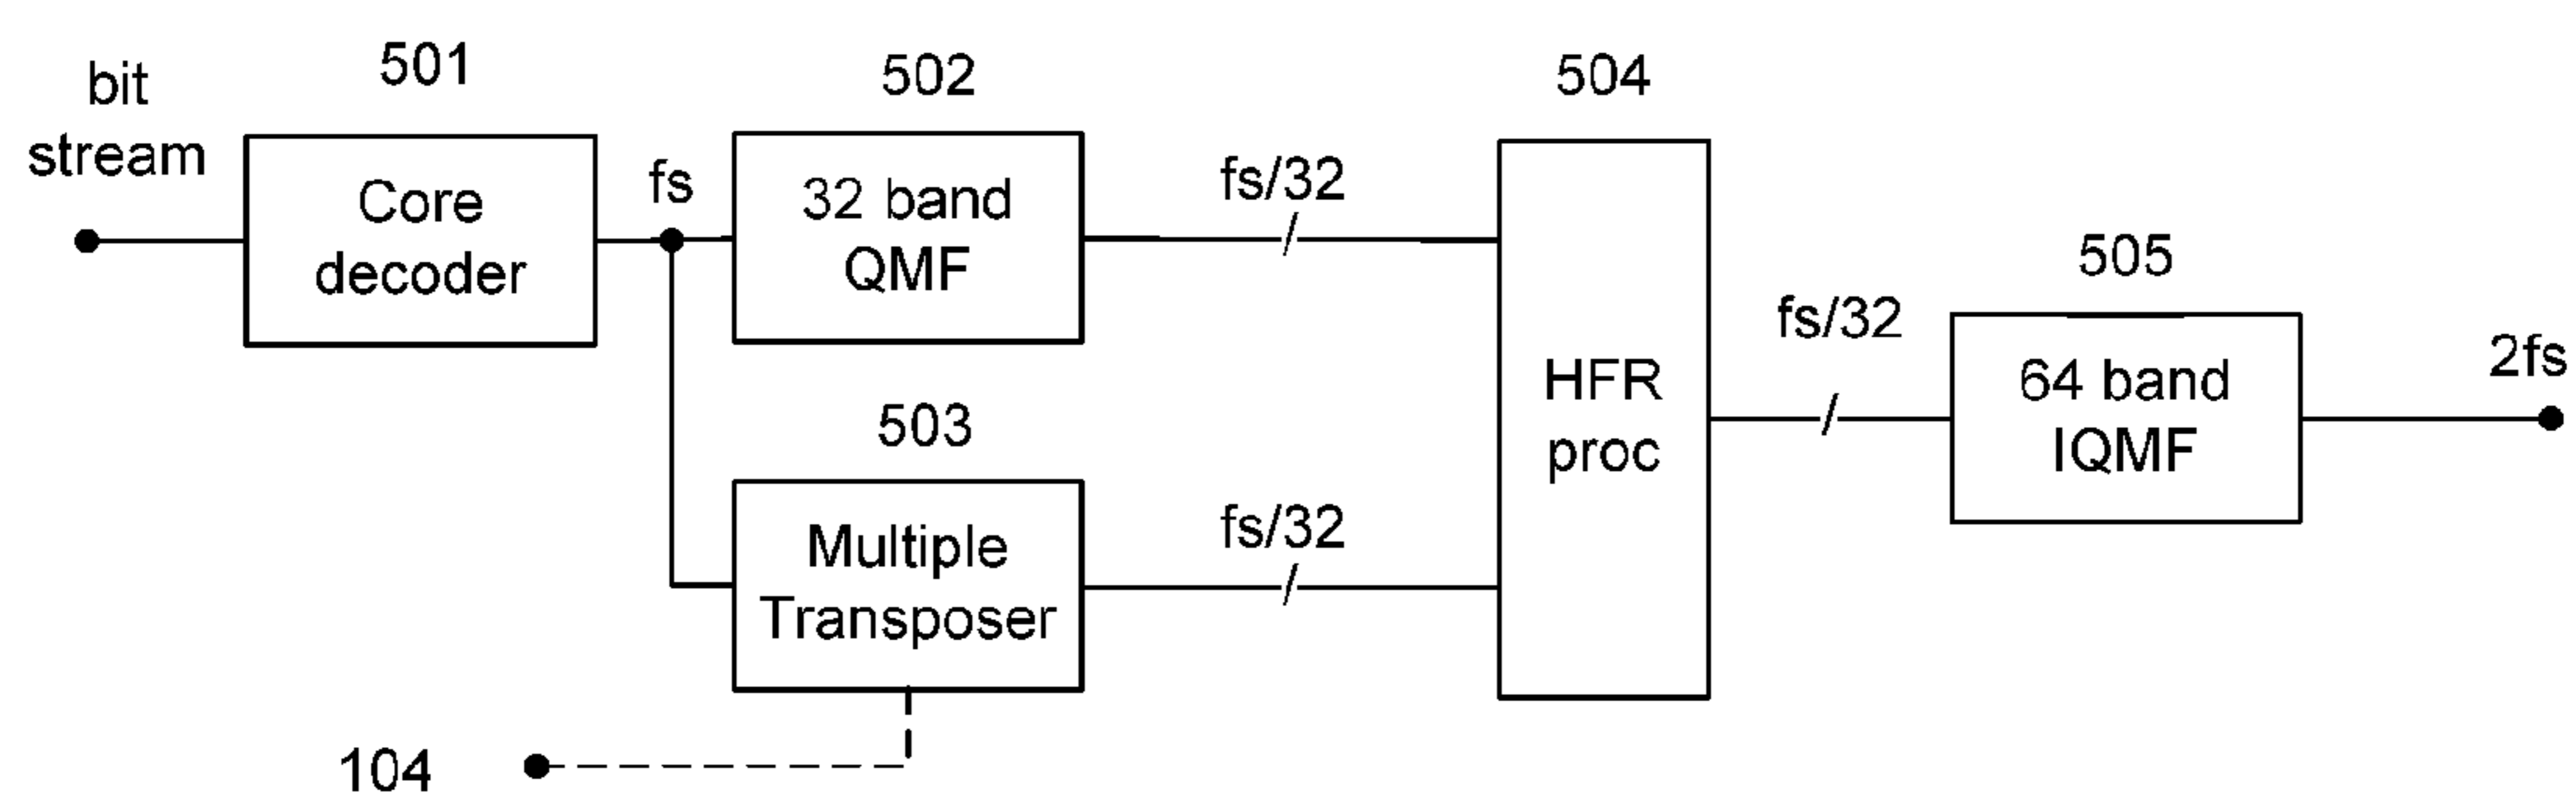 bit
stream
501
Core
decoder
fs
502
32 band
QMF
fs/32
503
Multiple
Transposer
fs/32
104
504
HFR
proc
fs/32
505
64 band
IQMF
2fs